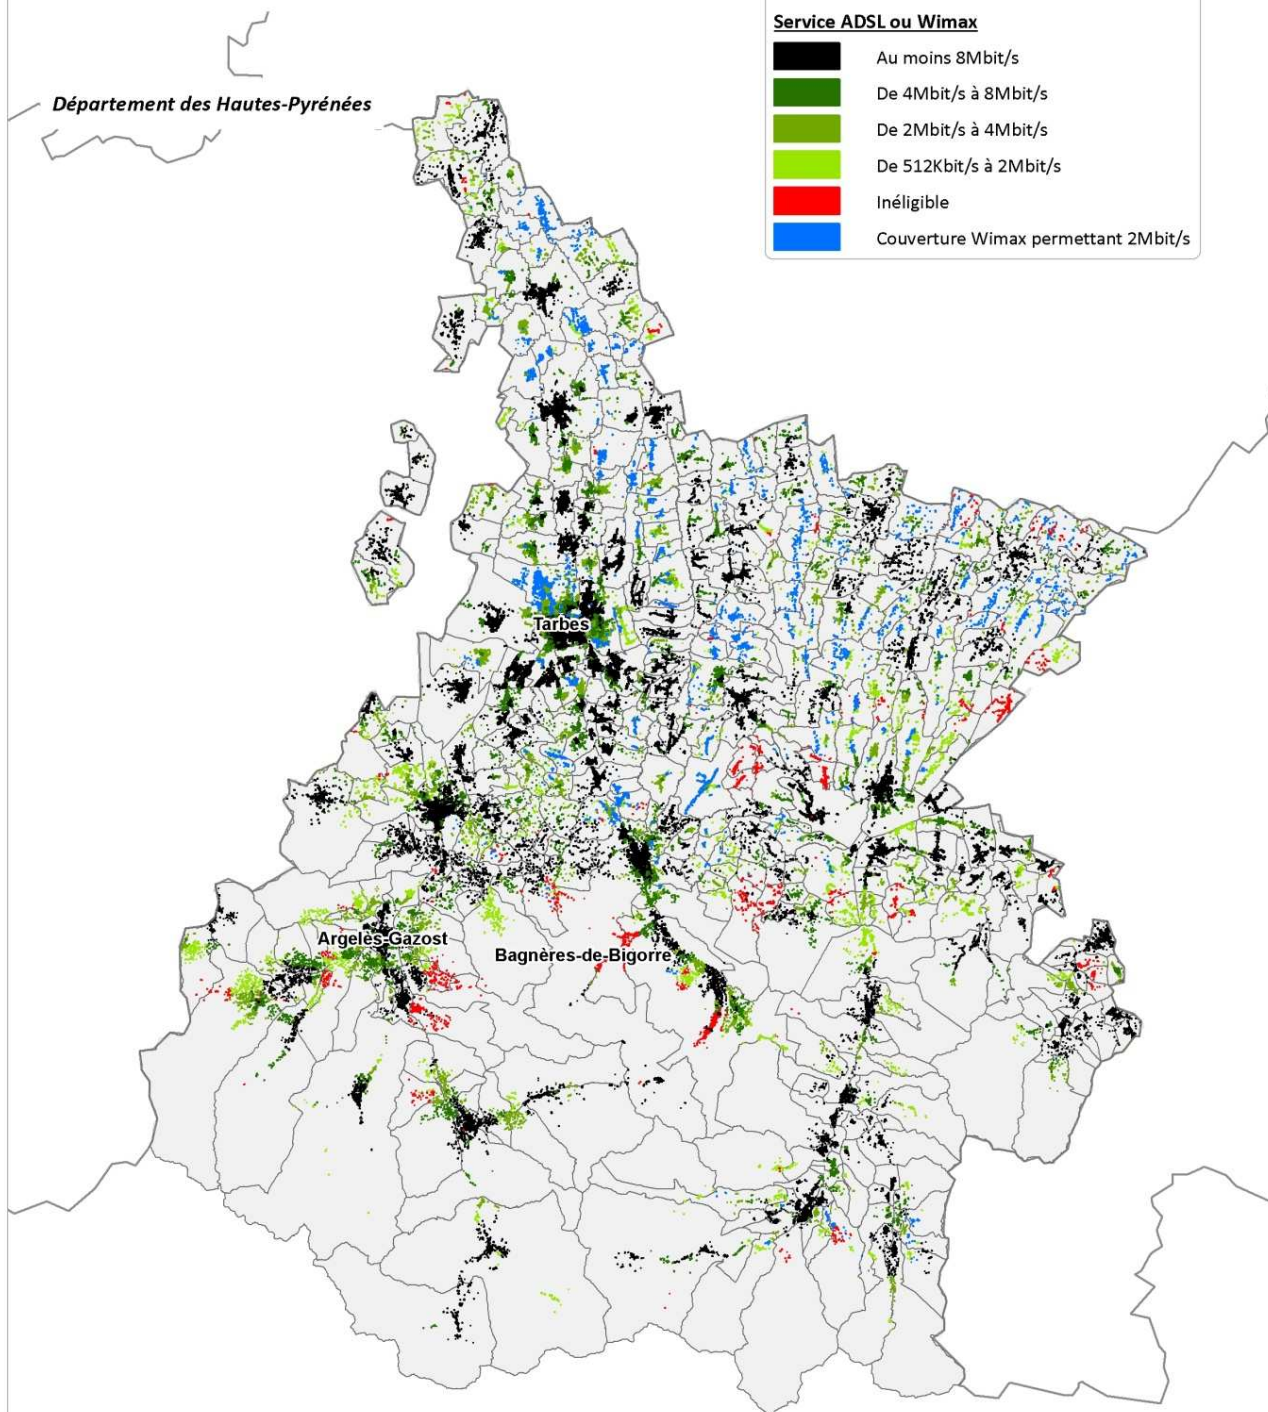 Service ADSL ou Wimax
Au moins 8Mbit/s
Département des Hautes-Pyrénées
De 4Mbit/s à 8Mbit/s
De 2Mbit/s à 4Mbit/s
De 512Kbit/s à 2Mbit/s
Inéligible
Couverture Wimax permettant 2Mbit/s
Tarbes
Argelès-Gazost
Bagnères-de-Bigorre